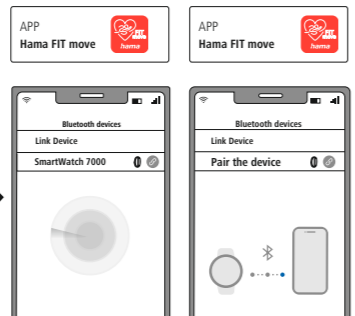 APP
Hama FIT move
FIT
move
hama
APP
Hama FIT move
FIT
move
hama
Bluetooth devices
Link Device
SmartWatch 7000
Bluetooth devices
Link Device
Pair the device